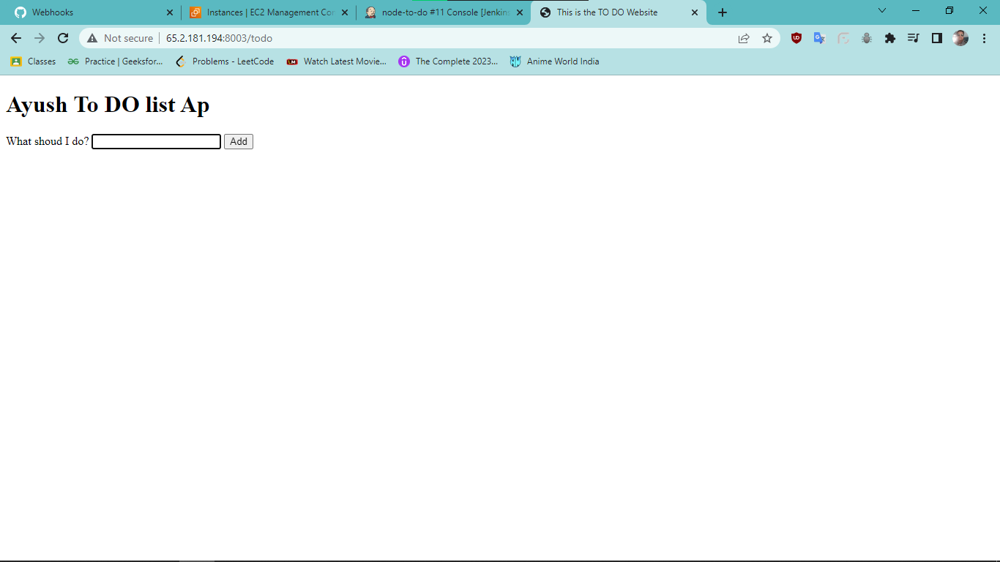 Webhooks
Instances | EC2 Management Con
node-to-do #11 Console [Jenkins
This is the TO DO Website
Not secure
65.2.181.194:8003/todo
Classes
Practice | Geeksfor...
Problems - LeetCode
LM
Watch Latest Movie...
The Complete 2023...
Anime World India
Ayush To DO list Ap
What shoud I do?
Add